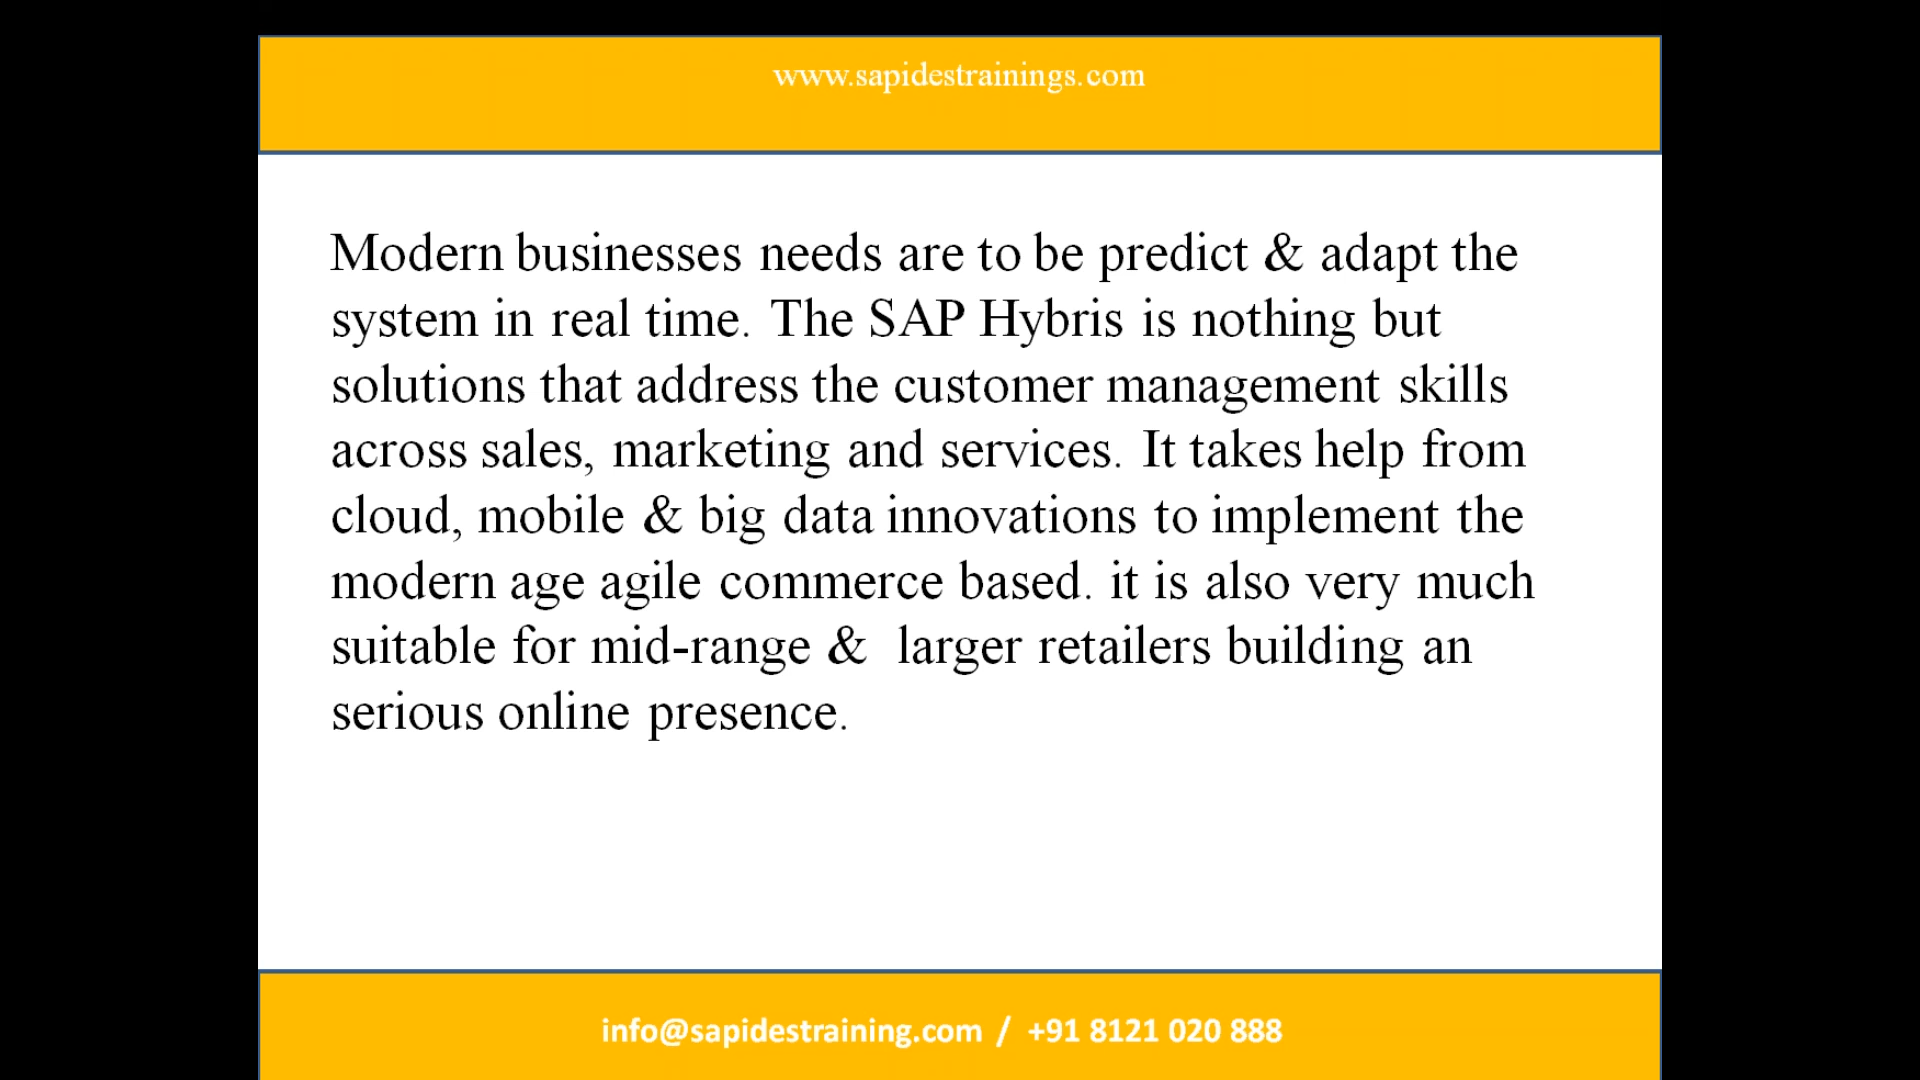 www.sapidestrainings.com
Modern businesses needs are to be predict & adapt the
system in real time. The SAP Hybris is nothing but
solutions that address the customer management skills
across sales, marketing and services. It takes help from
cloud, mobile & big data innovations to implement the
modern age agile commerce based. it is also very much
suitable for mid-range &  larger retailers building an
serious online presence.
info@sapidestraining.com / +91 8121 020 888